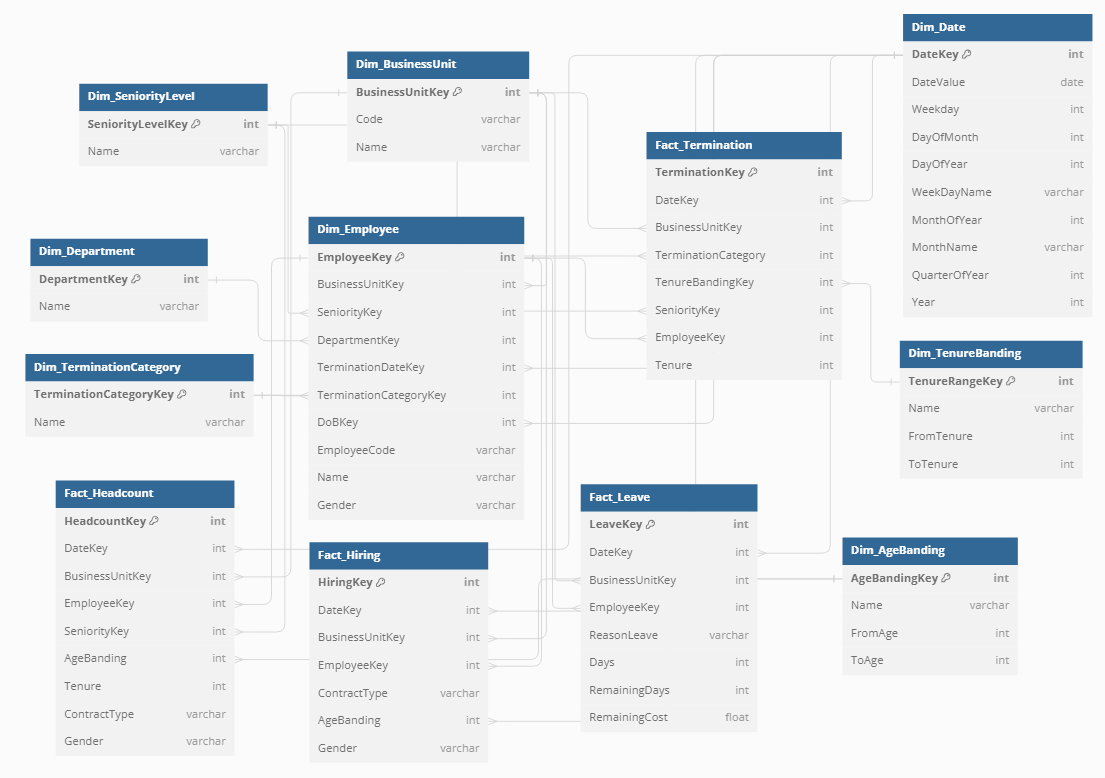 Dim_SeniorityLevel
SeniorityLevelKey int
Name varchar
Dim_BusinessUnit
BusinessUnitKey int
Code varchar
Name varchar
Dim_Date
DateKey int
DateValue date
Weekday int
DayOfMonth int
DayOfYear int
WeekDayName varchar
MonthOfYear int
MonthName varchar
QuarterOfYear int
Year int
Fact_Termination
TerminationKey int
DateKey int
BusinessUnitKey int
TerminationCategory int
TenureBandingKey int
SeniorityKey int
EmployeeKey int
Tenure int
Dim_Employee
EmployeeKey int
BusinessUnitKey int
SeniorityKey int
DepartmentKey int
TerminationDateKey int
TerminationCategoryKey int
DoBKey int
EmployeeCode varchar
Name varchar
Gender varchar
Dim_Department
DepartmentKey int
Name varchar
Dim_TerminationCategory
TerminationCategoryKey int
Name varchar
Dim_TenureBanding
TenureRangeKey int
Name varchar
FromTenure int
ToTenure int
Fact_Headcount
HeadcountKey int
DateKey int
BusinessUnitKey int
EmployeeKey int
SeniorityKey int
AgeBanding int
Tenure int
ContractType varchar
Gender varchar
Fact_Hiring
HiringKey int
DateKey int
BusinessUnitKey int
EmployeeKey int
ContractType varchar
AgeBanding int
Gender varchar
Fact_Leave
LeaveKey int
DateKey int
BusinessUnitKey int
EmployeeKey int
ReasonLeave varchar
Days int
RemainingDays int
RemainingCost float
Dim_AgeBanding
AgeBandingKey int
Name varchar
FromAge int
ToAge int